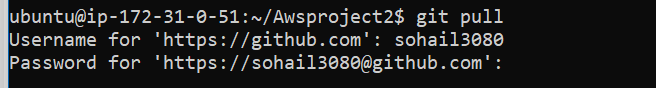 ubuntu@ip-172-31-0-51:~/Awsproject2$ git pull
Username for 'https://github.com': sohail3080
Password for 'https://sohail3080@github.com':